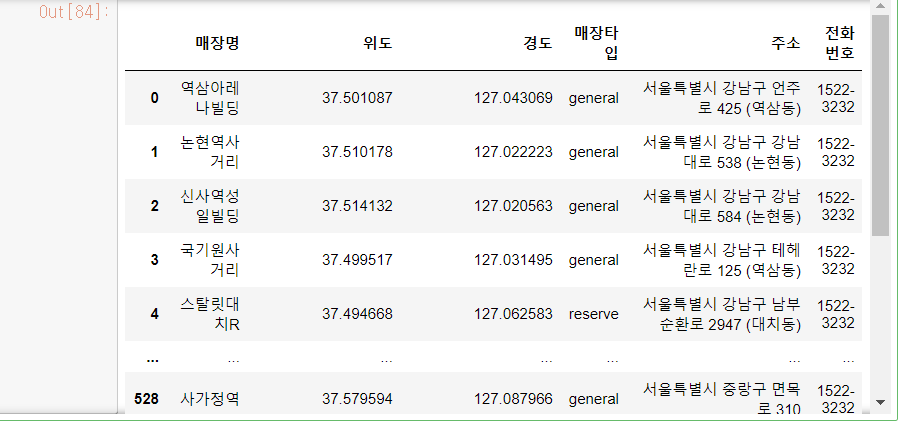 Out[84]:
매장명 위도 경도 매장타입 주소 전화번호
0 역삼아레나빌딩 37.501087 127.043069 general 서울특별시 강남구 언주로 425 (역삼동) 1522-3232
1 논현역사거리 37.510178 127.022223 general 서울특별시 강남구 강남대로 538 (논현동) 1522-3232
2 신사역성일빌딩 37.514132 127.020563 general 서울특별시 강남구 강남대로 584 (논현동) 1522-3232
3 국기원사거리 37.499517 127.031495 general 서울특별시 강남구 테헤란로 125 (역삼동) 1522-3232
4 스탈릿대치R 37.494668 127.062583 reserve 서울특별시 강남구 남부순환로 2947 (대치동) 1522-3232
... ... ... ... ... ... ...
528 사가정역 37.579594 127.087966 general 서울특별시 중랑구 면목로 310 1522-3232